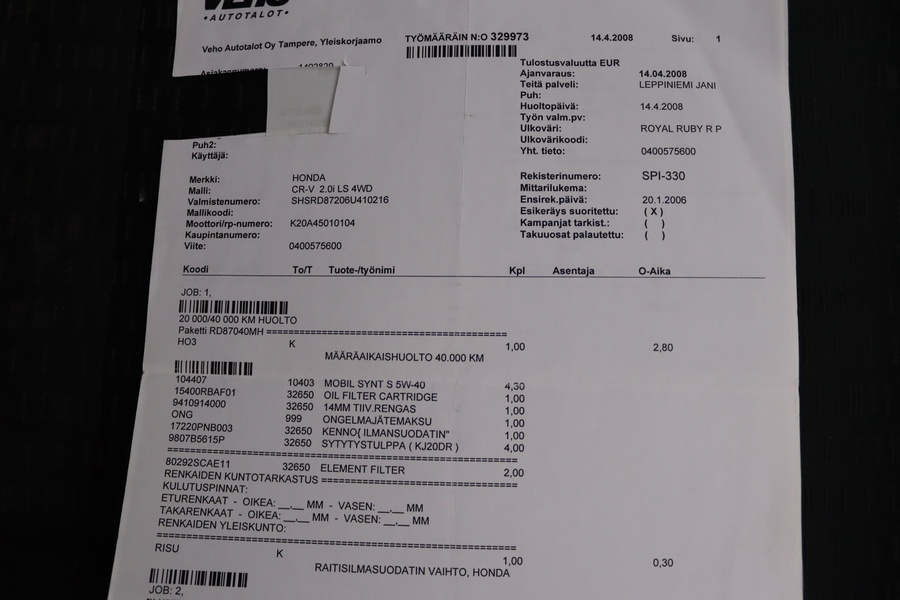 VEHO
• AUTOTALOT •
Veho Autotalot Oy Tampere, Yleiskorjaamo
TYÖMÄÄRÄIN N:O 329973 14.4.2008 Sivu: 1
Tulostusvaluutta EUR
Ajanvaraus: 14.04.2008
Teitä palveli: LEPPINIEMI JANI
Puh:
Huoltopäivä: 14.4.2008
Työn valm.pv:
Ulkoväri: ROYAL RUBY R P
Ulkovärikoodi:
Yht. tieto: 0400575600
Puh2:
Käyttäjä:
Merkki: HONDA
Malli: CR-V 2.0i LS 4WD
Valmistenumero: SHSRD87206U410216
Mallikoodi:
Moottori/rp-numero: K20A45010104
Kaupintanumero:
Viite: 0400575600
Rekisterinumero: SPI-330
Mittarilukema:
Ensirek.päivä: 20.1.2006
Esikeräys suoritettu: ( X )
Kampanjat tarkist.: ( )
Takuuosat palautettu: ( )
Koodi To/T Tuote-/työnimi Kpl Asentaja O-Aika
JOB: 1,
20 000/40 000 KM HUOLTO
Paketti RD87040MH ==================================
HO3 K 1,00 2,80
MÄÄRÄAIKAISHUOLTO 40.000 KM
104407 10403 MOBIL SYNT S 5W-40 4,30
15400RBAF01 32650 OIL FILTER CARTRIDGE 1,00
9410914000 32650 14MM TIIV.RENGAS 1,00
ONG 999 ONGELMAJÄTEMAKSU 1,00
17220PNB003 32650 KENNO( ILMANSUODATIN" 1,00
9807B5615P 32650 SYTYTYSTULPPA ( KJ20DR ) 4,00
==================================================
80292SCAE11 32650 ELEMENT FILTER 2,00
RENKAIDEN KUNTOTARKASTUS ============================
KULUTUSPINNAT:
ETURENKAAT - OIKEA: __.__ MM - VASEN: __.__ MM
TAKARENKAAT - OIKEA: __.__ MM - VASEN: __.__ MM
RENKAIDEN YLEISKUNTO:
==================================================
RISU K 1,00 0,30
RAITISILMASUODATIN VAIHTO, HONDA
JOB: 2,